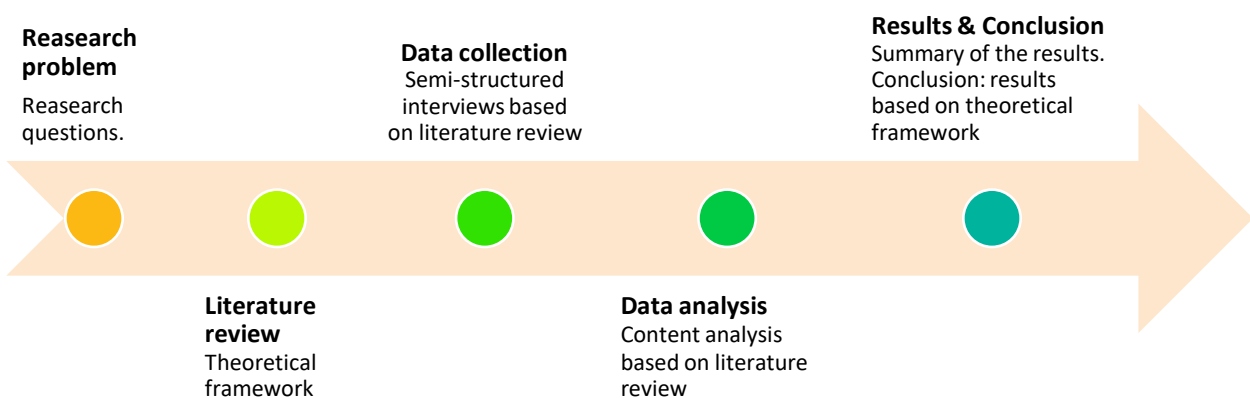 Reasearch
problem
Reasearch
questions.
Literature
review
Theoretical
framework
Data collection
Semi-structured
interviews based
on literature review
Data analysis
Content analysis
based on literature
review
Results & Conclusion
Summary of the results.
Conclusion: results
based on theoretical
framework